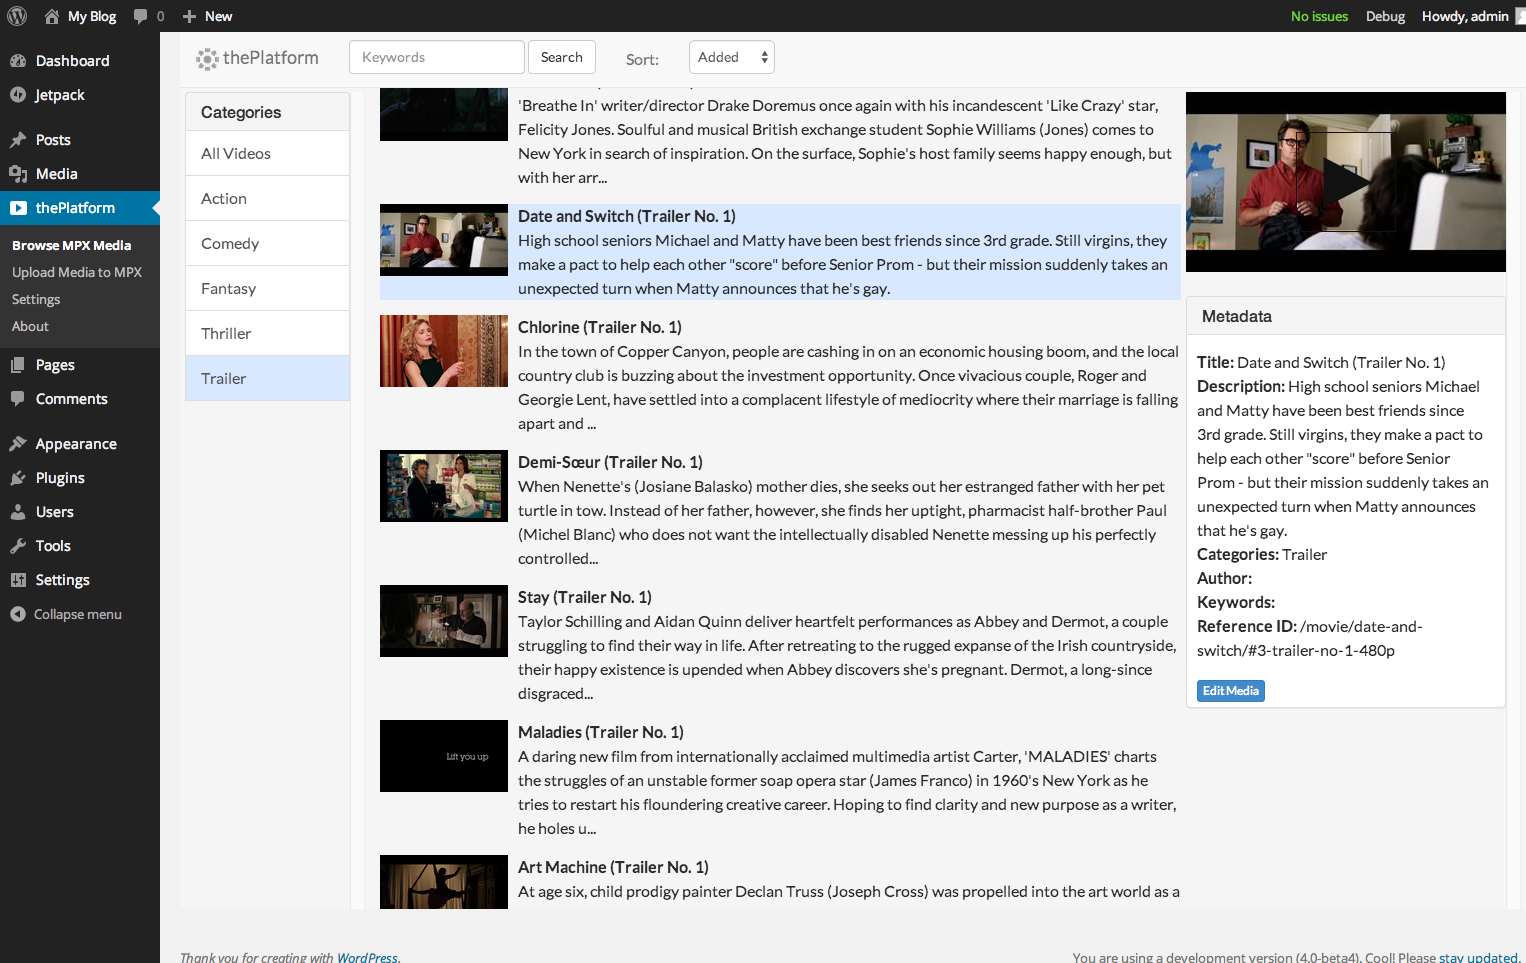 My Blog
0
New
No issues
Debug
Howdy, admin
Dashboard
Jetpack
Posts
Media
thePlatform
Browse MPX Media
Upload Media to MPX
Settings
About
Pages
Comments
Appearance
Plugins
Users
Tools
Settings
Collapse menu
thePlatform
Keywords
Search
Sort:
Added
Categories
All Videos
Action
Comedy
Fantasy
Thriller
Trailer
'Breathe In' writer/director Drake Doremus once again with his incandescent 'Like Crazy' star,
Felicity Jones. Soulful and musical British exchange student Sophie Williams (Jones) comes to
New York in search of inspiration. On the surface, Sophie's host family seems happy enough, but
with her arr...
Date and Switch (Trailer No. 1)
High school seniors Michael and Matty have been best friends since 3rd grade. Still virgins, they
make a pact to help each other "score" before Senior Prom - but their mission suddenly takes an
unexpected turn when Matty announces that he's gay.
Chlorine (Trailer No. 1)
In the town of Copper Canyon, people are cashing in on an economic housing boom, and the local
country club is buzzing about the investment opportunity. Once vivacious couple, Roger and
Georgie Lent, have settled into a complacent lifestyle of mediocrity where their marriage is falling
apart and ...
Demi-Sœur (Trailer No. 1)
When Nenette's (Josiane Balasko) mother dies, she seeks out her estranged father with her pet
turtle in tow. Instead of her father, however, she finds her uptight, pharmacist half-brother Paul
(Michel Blanc) who does not want the intellectually disabled Nenette messing up his perfectly
controlled...
Stay (Trailer No. 1)
Taylor Schilling and Aidan Quinn deliver heartfelt performances as Abbey and Dermot, a couple
struggling to find their way in life. After retreating to the rugged expanse of the Irish countryside,
their happy existence is upended when Abbey discovers she's pregnant. Dermot, a long-since
disgraced...
Lift you up
Maladies (Trailer No. 1)
A daring new film from internationally acclaimed multimedia artist Carter, 'MALADIES' charts
the struggles of an unstable former soap opera star (James Franco) in 1960's New York as he
tries to restart his floundering creative career. Hoping to find clarity and new purpose as a writer,
he holes u...
Art Machine (Trailer No. 1)
At age six, child prodigy painter Declan Truss (Joseph Cross) was propelled into the art world as a
Metadata
Title: Date and Switch (Trailer No. 1)
Description: High school seniors Michael
and Matty have been best friends since
3rd grade. Still virgins, they make a pact to
help each other "score" before Senior
Prom - but their mission suddenly takes an
unexpected turn when Matty announces
that he's gay.
Categories: Trailer
Author:
Keywords:
Reference ID: /movie/date-and-
switch/#3-trailer-no-1-480p
Edit Media
Thank you for creating with WordPress.
You are using a development version (4.0-beta4). Cool! Please stay updated.